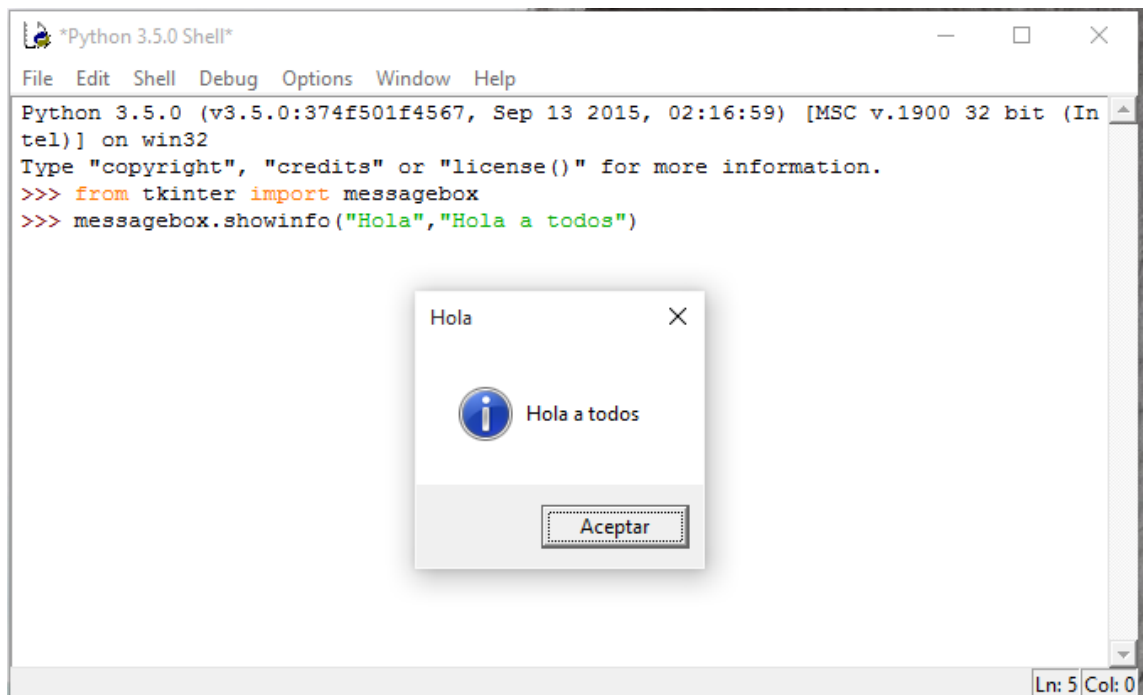 *Python 3.5.0 Shell*
File Edit Shell Debug Options Window Help
Python 3.5.0 (v3.5.0:374f501f4567, Sep 13 2015, 02:16:59) [MSC v.1900 32 bit (In
tel)] on win32
Type "copyright", "credits" or "license()" for more information.
>>> from tkinter import messagebox
>>> messagebox.showinfo("Hola","Hola a todos")
Hola
Hola a todos
Aceptar
Ln: 5 Col: 0